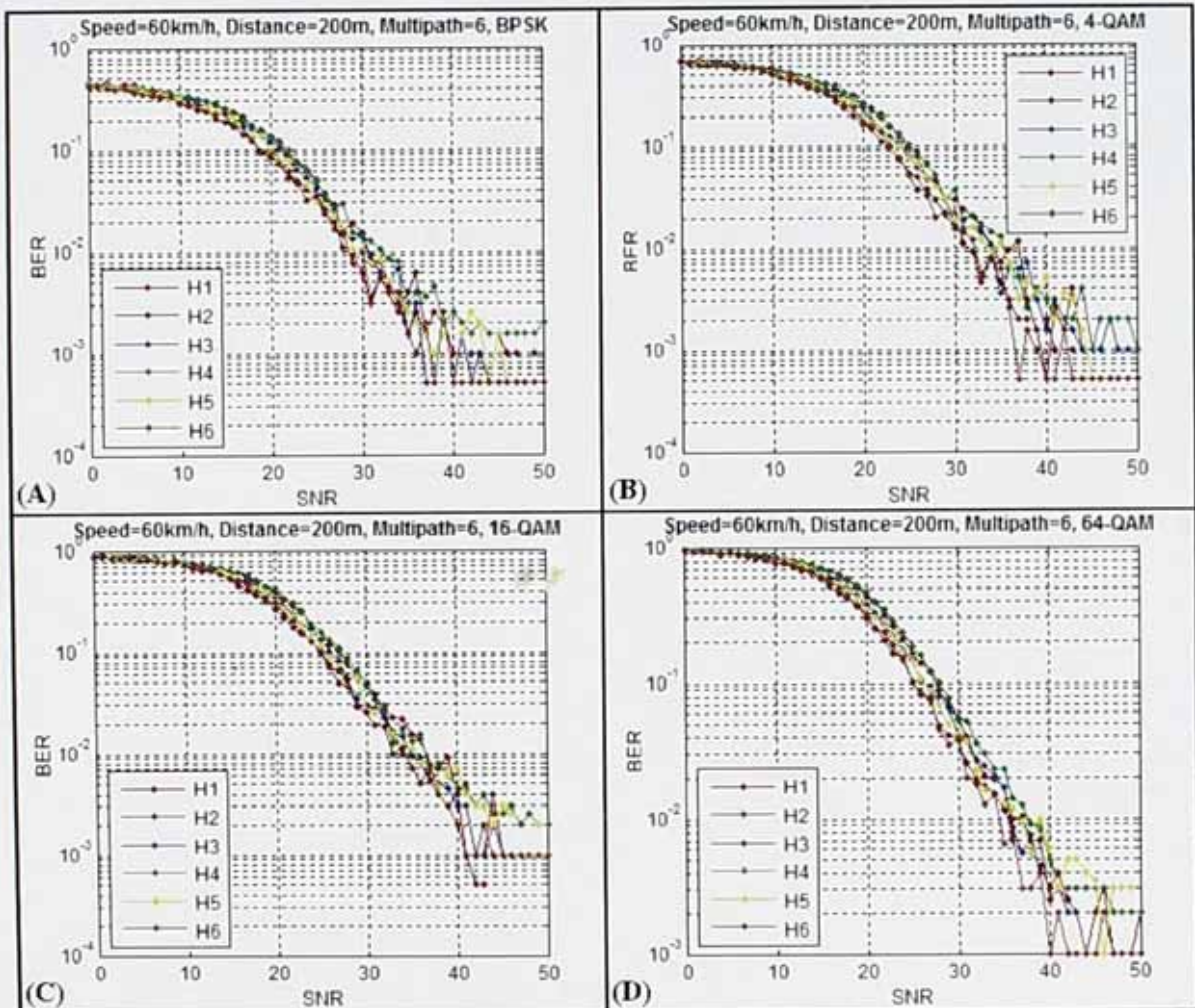 Speed=60km/h, Distance=200m, Multipath=6, BPSK
10^0
10^-1
10^-2
10^-3
10^-4
BER
0 10 20 30 40 50
SNR
H1
H2
H3
H4
H5
H6
(A)
Speed=60km/h, Distance=200m, Multipath=6, 4-QAM
10^0
10^-1
10^-2
10^-3
10^-4
BER
0 10 20 30 40 50
SNR
H1
H2
H3
H4
H5
H6
(B)
Speed=60km/h, Distance=200m, Multipath=6, 16-QAM
10^0
10^-1
10^-2
10^-3
10^-4
BER
0 10 20 30 40 50
SNR
H1
H2
H3
H4
H5
H6
(C)
Speed=60km/h, Distance=200m, Multipath=6, 64-QAM
10^0
10^-1
10^-2
10^-3
BER
0 10 20 30 40 50
SNR
H1
H2
H3
H4
H5
H6
(D)